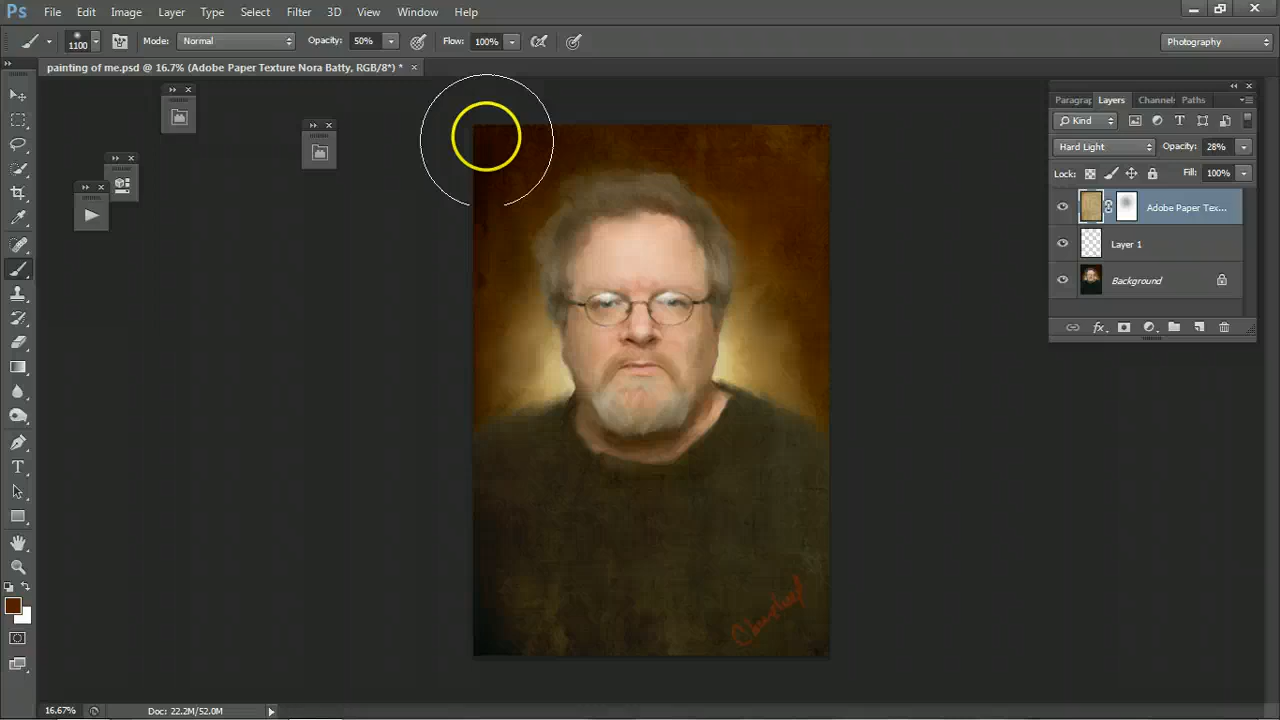 Ps File Edit Image Layer Type Select Filter 3D View Window Help
1100 Mode: Normal Opacity: 50% Flow: 100% Photography
painting of me.psd @ 16.7% (Adobe Paper Texture Nora Batty, RGB/8*) *
Paragrap Layers Channels Paths
Kind
Hard Light Opacity: 28%
Lock: Fill: 100%
Adobe Paper Tex...
Layer 1
Background
T
16.67% Doc: 22.2M/52.0M